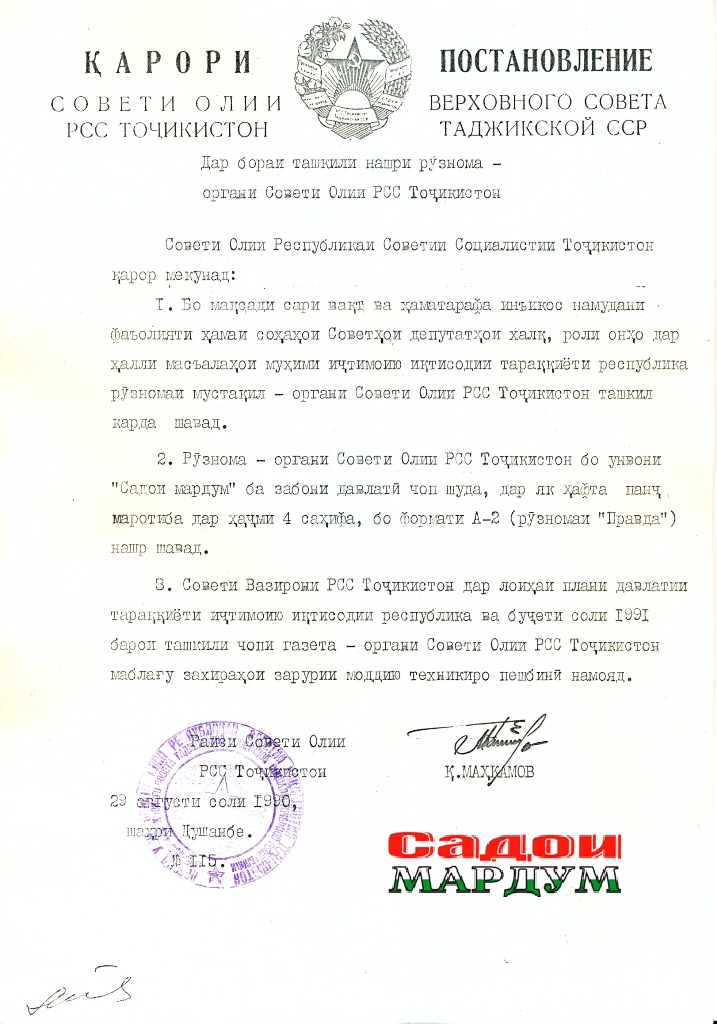 ҚАРОРИ
СОВЕТИ ОЛИИ
РСС ТОҶИКИСТОН
ПОСТАНОВЛЕНИЕ
ВЕРХОВНОГО СОВЕТА
ТАДЖИКСКОЙ ССР
Дар бораи ташкили нашри рӯзнома –
органи Совети Олии РСС Тоҷикистон
Совети Олии Республикаи Советии Социалистии Тоҷикистон
қарор мекунад:
1. Бо мақсади сари вақт ва ҳаматарафа инъикос намудани
фаъолияти ҳамаи соҳаҳои Советҳои депутатҳои халқ, роли онҳо дар
ҳалли масъалаҳои муҳими иҷтимоию иқтисодии тараққиёти республика
рӯзномаи мустақил – органи Совети Олии РСС Тоҷикистон ташкил
карда шавад.
2. Рӯзнома – органи Совети Олии РСС Тоҷикистон бо унвони
"Садои мардум" ба забони давлатӣ чоп шуда, дар як ҳафта панҷ
маротиба дар ҳаҷми 4 саҳифа, бо формати А-2 (рӯзномаи "Правда")
нашр шавад.
3. Совети Вазирони РСС Тоҷикистон дар лоиҳаи плани давлатии
тараққиёти иҷтимоию иқтисодии республика ва буҷети соли 1991
барои ташкили чопи газета – органи Совети Олии РСС Тоҷикистон
маблағу захираҳои зарурии моддию техникиро пешбинӣ намояд.
Раиси Совети Олии
РСС Тоҷикистон
Қ.МАҲКАМОВ
29 августи соли 1990,
шаҳри Душанбе.
№ 115.
Садои
МАРДУМ